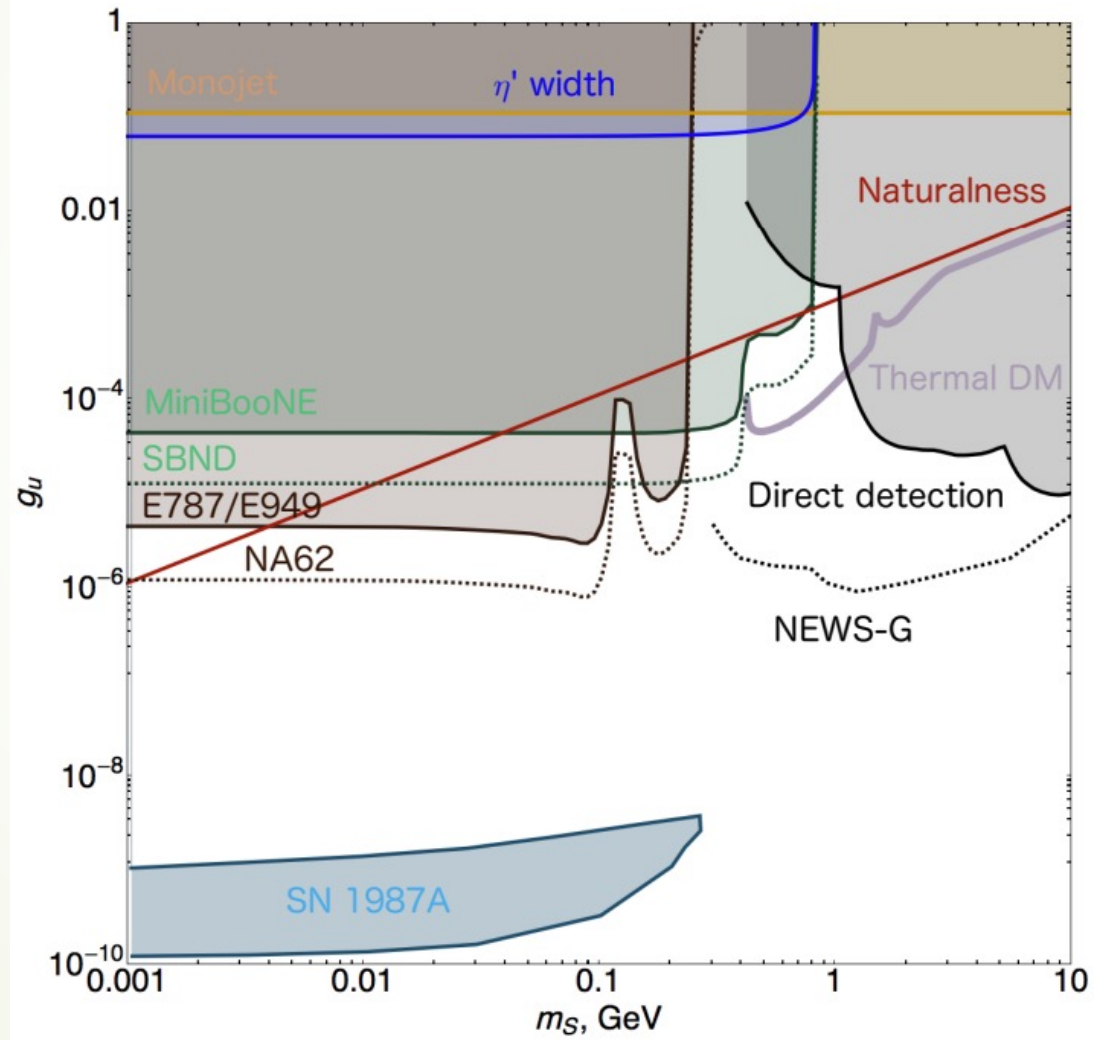 1
Monojet
η' width
0.01
Naturalness
10⁻⁴
MiniBooNE
Thermal DM
SBND
g_u
E787/E949
Direct detection
NA62
10⁻⁶
NEWS-G
10⁻⁸
SN 1987A
10⁻¹⁰
0.001 0.01 0.1 1 10
m_S, GeV